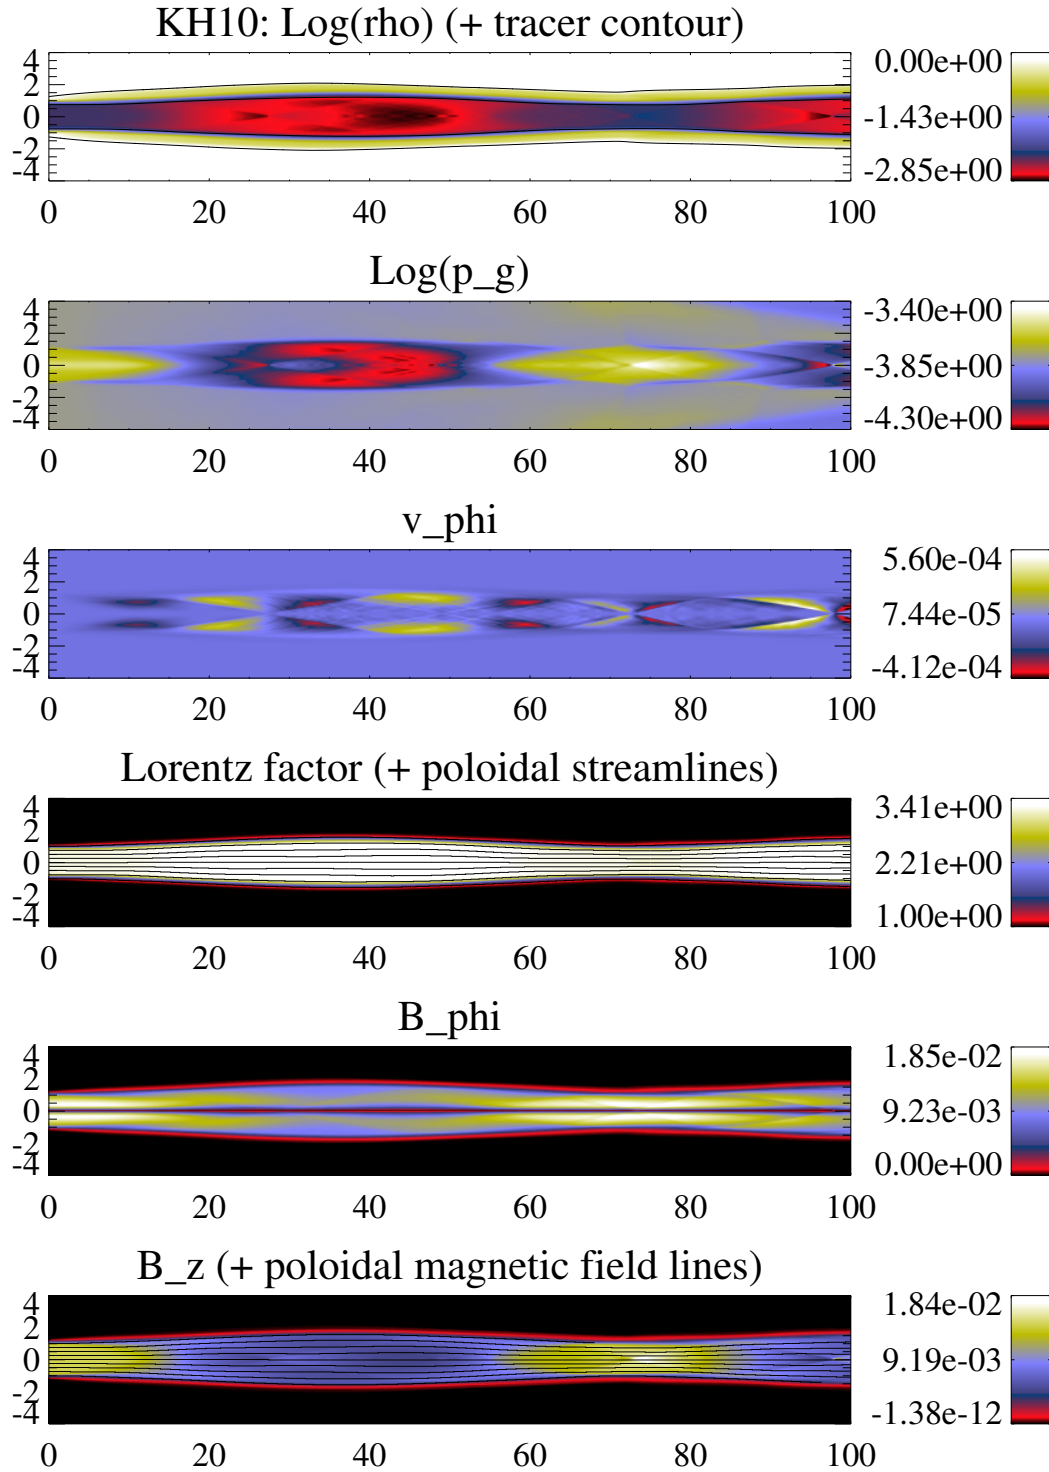 KH10: Log(rho) (+ tracer contour)
4
2
0
-2
-4
0 20 40 60 80 100
0.00e+00
-1.43e+00
-2.85e+00
Log(p_g)
4
2
0
-2
-4
0 20 40 60 80 100
-3.40e+00
-3.85e+00
-4.30e+00
v_phi
4
2
0
-2
-4
0 20 40 60 80 100
5.60e-04
7.44e-05
-4.12e-04
Lorentz factor (+ poloidal streamlines)
4
2
0
-2
-4
0 20 40 60 80 100
3.41e+00
2.21e+00
1.00e+00
B_phi
4
2
0
-2
-4
0 20 40 60 80 100
1.85e-02
9.23e-03
0.00e+00
B_z (+ poloidal magnetic field lines)
4
2
0
-2
-4
0 20 40 60 80 100
1.84e-02
9.19e-03
-1.38e-12